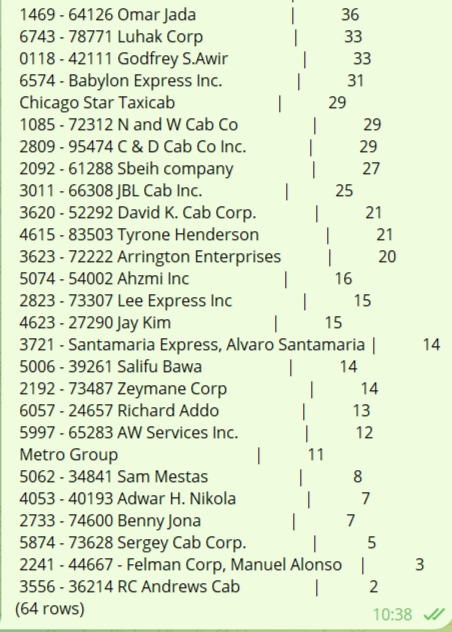 1469 - 64126 Omar Jada | 36
6743 - 78771 Luhak Corp | 33
0118 - 42111 Godfrey S.Awir | 33
6574 - Babylon Express Inc. | 31
Chicago Star Taxicab | 29
1085 - 72312 N and W Cab Co | 29
2809 - 95474 C & D Cab Co Inc. | 29
2092 - 61288 Sbeih company | 27
3011 - 66308 JBL Cab Inc. | 25
3620 - 52292 David K. Cab Corp. | 21
4615 - 83503 Tyrone Henderson | 21
3623 - 72222 Arrington Enterprises | 20
5074 - 54002 Ahzmi Inc | 16
2823 - 73307 Lee Express Inc | 15
4623 - 27290 Jay Kim | 15
3721 - Santamaria Express, Alvaro Santamaria | 14
5006 - 39261 Salifu Bawa | 14
2192 - 73487 Zeymane Corp | 14
6057 - 24657 Richard Addo | 13
5997 - 65283 AW Services Inc. | 12
Metro Group | 11
5062 - 34841 Sam Mestas | 8
4053 - 40193 Adwar H. Nikola | 7
2733 - 74600 Benny Jona | 7
5874 - 73628 Sergey Cab Corp. | 5
2241 - 44667 - Felman Corp, Manuel Alonso | 3
3556 - 36214 RC Andrews Cab | 2
(64 rows)
10:38